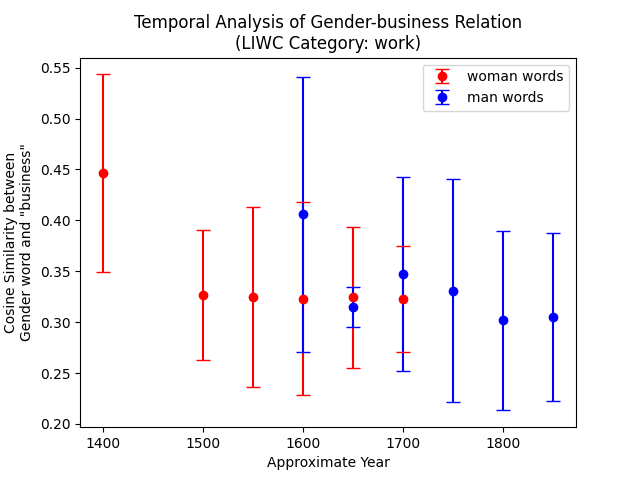 Temporal Analysis of Gender-business Relation
(LIWC Category: work)
woman words
man words
Cosine Similarity between
Gender word and "business"
0.55
0.50
0.45
0.40
0.35
0.30
0.25
0.20
1400
1500
1600
1700
1800
Approximate Year